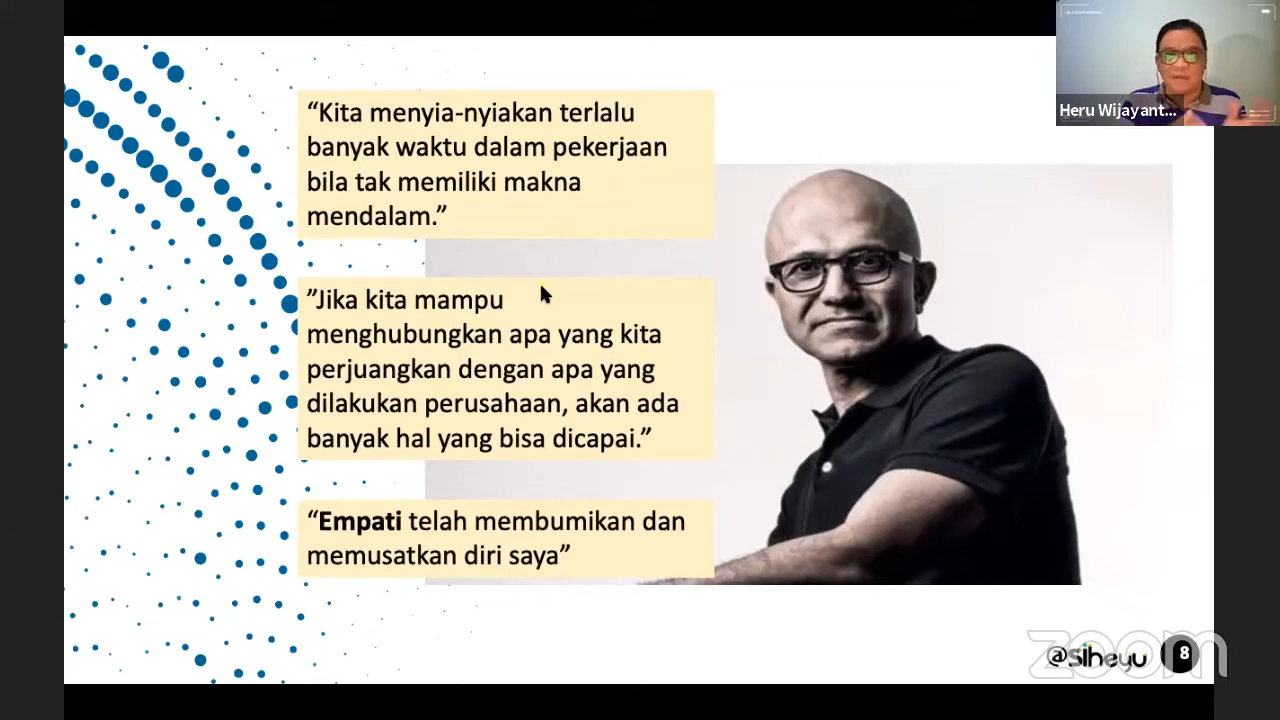 “Kita menyia-nyiakan terlalu
banyak waktu dalam pekerjaan
bila tak memiliki makna
mendalam.”
”Jika kita mampu
menghubungkan apa yang kita
perjuangkan dengan apa yang
dilakukan perusahaan, akan ada
banyak hal yang bisa dicapai.”
“Empati telah membumikan dan
memusatkan diri saya”
Heru Wijayant...
zoom
@siheyu
8